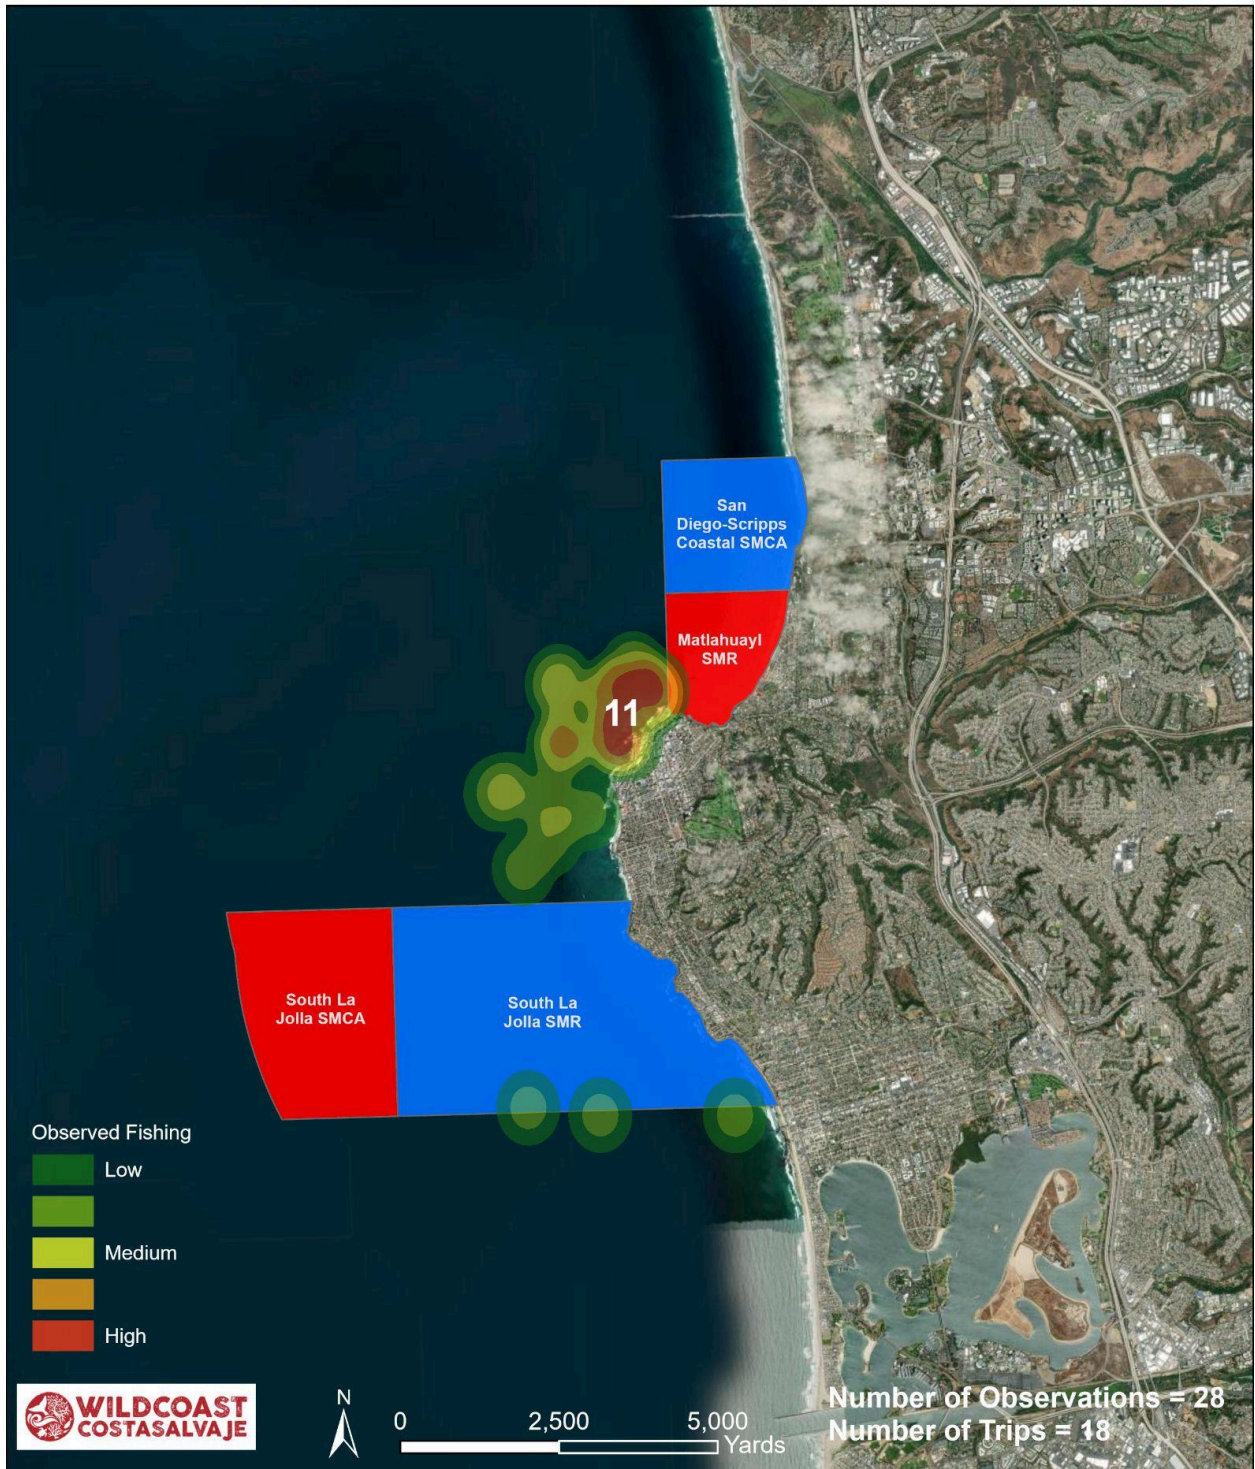 San
Diego-Scripps
Coastal SMCA
Matlahuayl
SMR
11
South La
Jolla SMCA
South La
Jolla SMR
Observed Fishing
Low
Medium
High
WILDCOAST
COSTASALVAJE
N
0 2,500 5,000
Yards
Number of Observations = 28
Number of Trips = 18